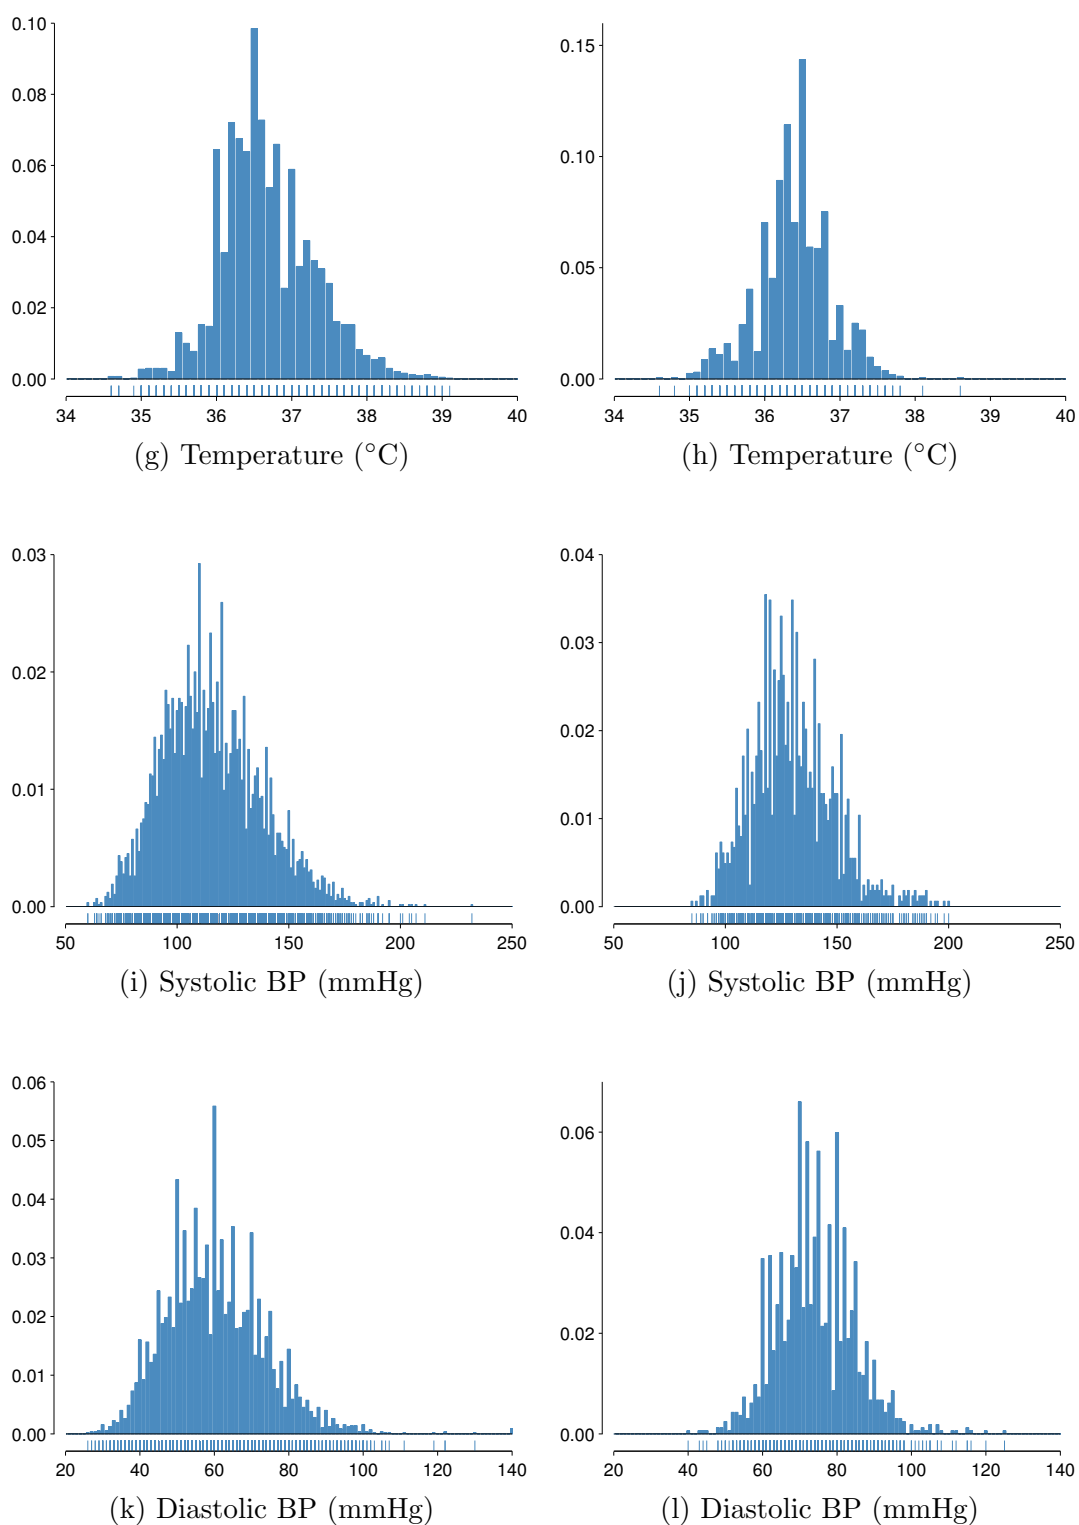 0.10
0.08
0.06
0.04
0.02
0.00
34 35 36 37 38 39 40
(g) Temperature (°C)
0.15
0.10
0.05
0.00
34 35 36 37 38 39 40
(h) Temperature (°C)
0.03
0.02
0.01
0.00
50 100 150 200 250
(i) Systolic BP (mmHg)
0.04
0.03
0.02
0.01
0.00
50 100 150 200 250
(j) Systolic BP (mmHg)
0.06
0.05
0.04
0.03
0.02
0.01
0.00
20 40 60 80 100 120 140
(k) Diastolic BP (mmHg)
0.06
0.04
0.02
0.00
20 40 60 80 100 120 140
(l) Diastolic BP (mmHg)